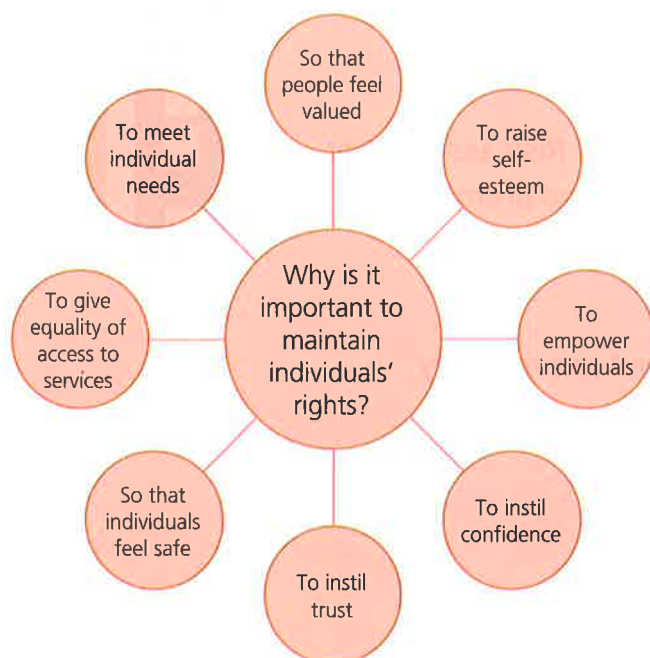 Why is it
important to
maintain
individuals'
rights?
So that
people feel
valued
To raise
self-
esteem
To
empower
individuals
To instil
confidence
To instil
trust
So that
individuals
feel safe
To give
equality of
access to
services
To meet
individual
needs